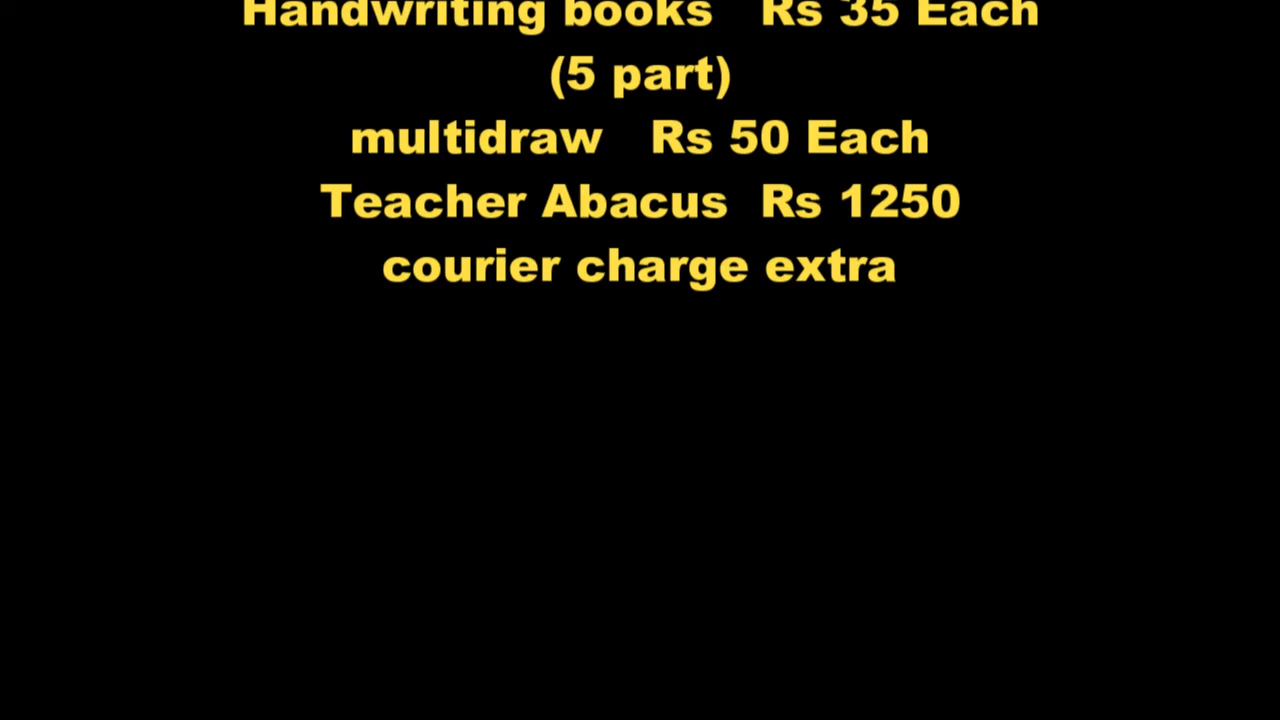 Handwriting books Rs 35 Each
(5 part)
multidraw Rs 50 Each
Teacher Abacus Rs 1250
courier charge extra